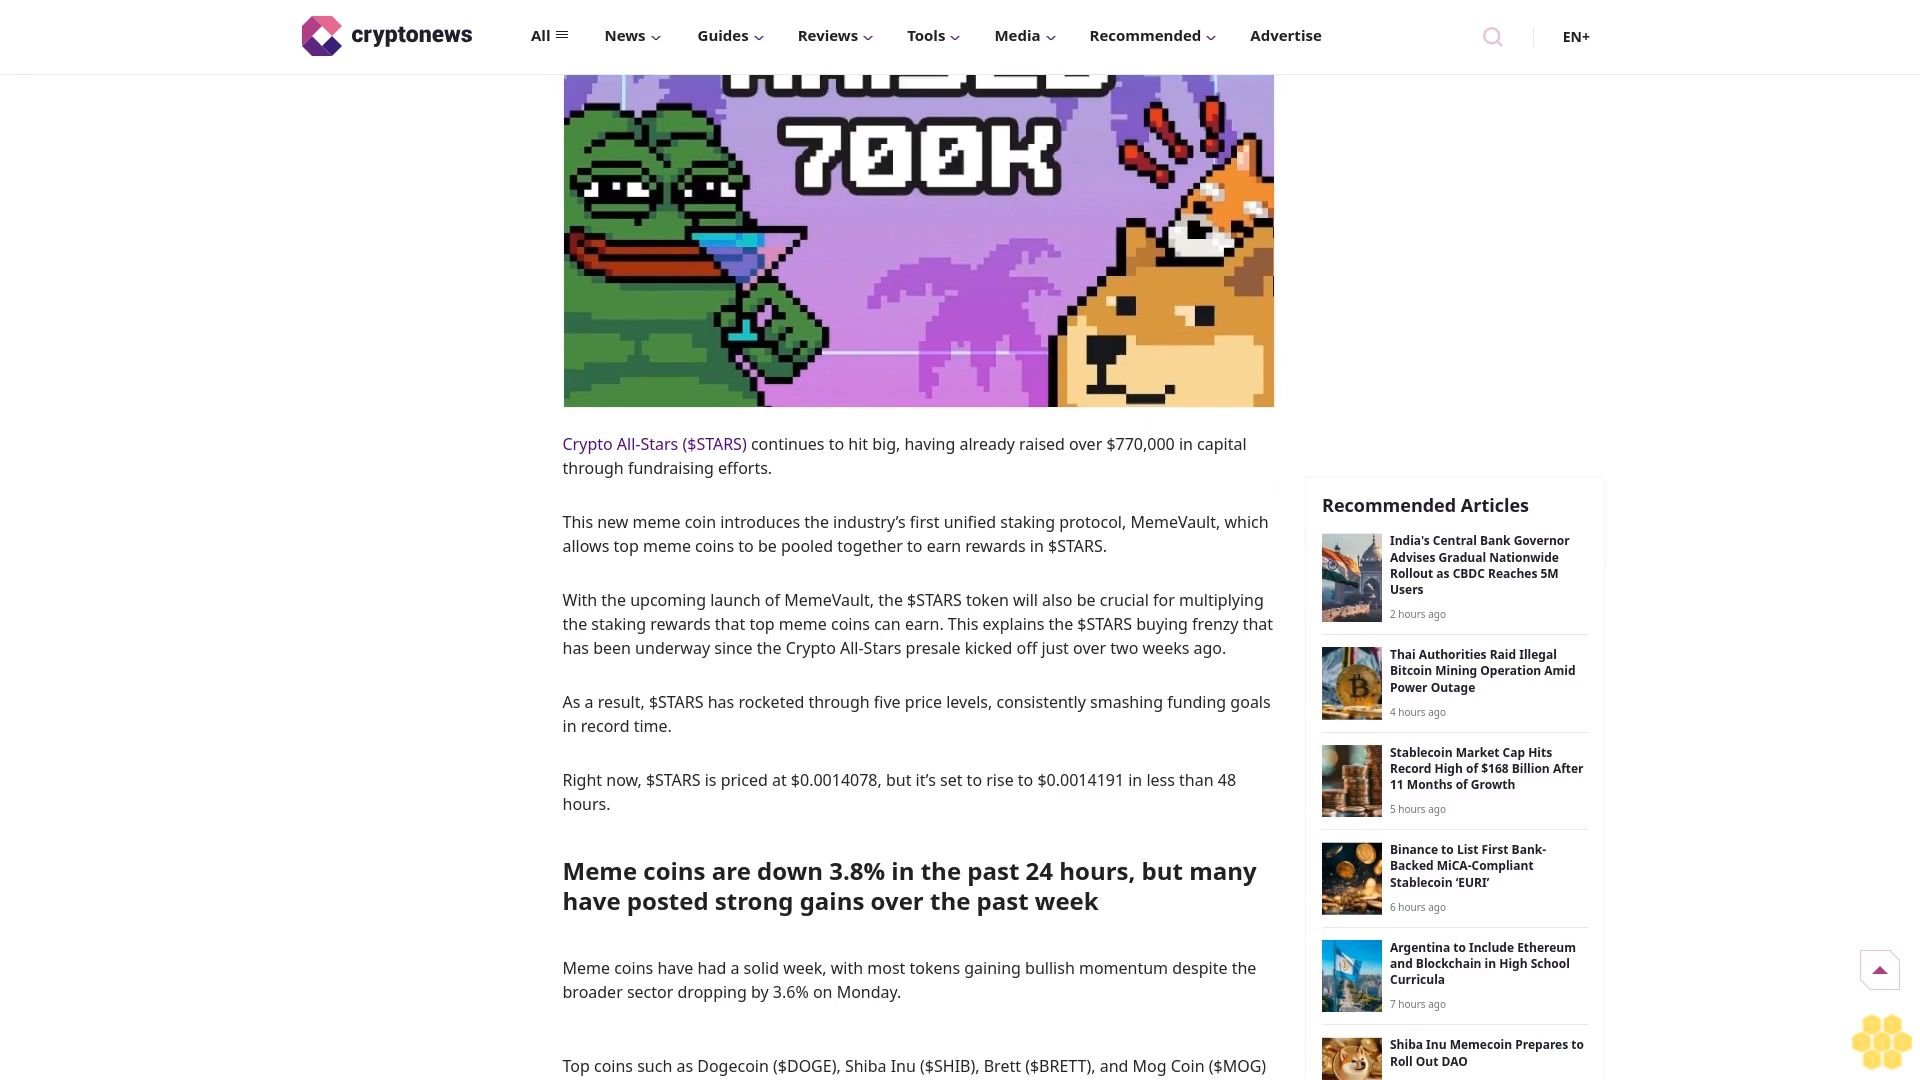 cryptonews
All
News
Guides
Reviews
Tools
Media
Recommended
Advertise
EN+
700K
Crypto All-Stars ($STARS) continues to hit big, having already raised over $770,000 in capital
through fundraising efforts.
This new meme coin introduces the industry’s first unified staking protocol, MemeVault, which
allows top meme coins to be pooled together to earn rewards in $STARS.
With the upcoming launch of MemeVault, the $STARS token will also be crucial for multiplying
the staking rewards that top meme coins can earn. This explains the $STARS buying frenzy that
has been underway since the Crypto All-Stars presale kicked off just over two weeks ago.
As a result, $STARS has rocketed through five price levels, consistently smashing funding goals
in record time.
Right now, $STARS is priced at $0.0014078, but it’s set to rise to $0.0014191 in less than 48
hours.
Meme coins are down 3.8% in the past 24 hours, but many
have posted strong gains over the past week
Meme coins have had a solid week, with most tokens gaining bullish momentum despite the
broader sector dropping by 3.6% on Monday.
Top coins such as Dogecoin ($DOGE), Shiba Inu ($SHIB), Brett ($BRETT), and Mog Coin ($MOG)
Recommended Articles
India's Central Bank Governor
Advises Gradual Nationwide
Rollout as CBDC Reaches 5M
Users
2 hours ago
Thai Authorities Raid Illegal
Bitcoin Mining Operation Amid
Power Outage
4 hours ago
Stablecoin Market Cap Hits
Record High of $168 Billion After
11 Months of Growth
5 hours ago
Binance to List First Bank-
Backed MiCA-Compliant
Stablecoin ‘EURI’
6 hours ago
Argentina to Include Ethereum
and Blockchain in High School
Curricula
7 hours ago
Shiba Inu Memecoin Prepares to
Roll Out DAO